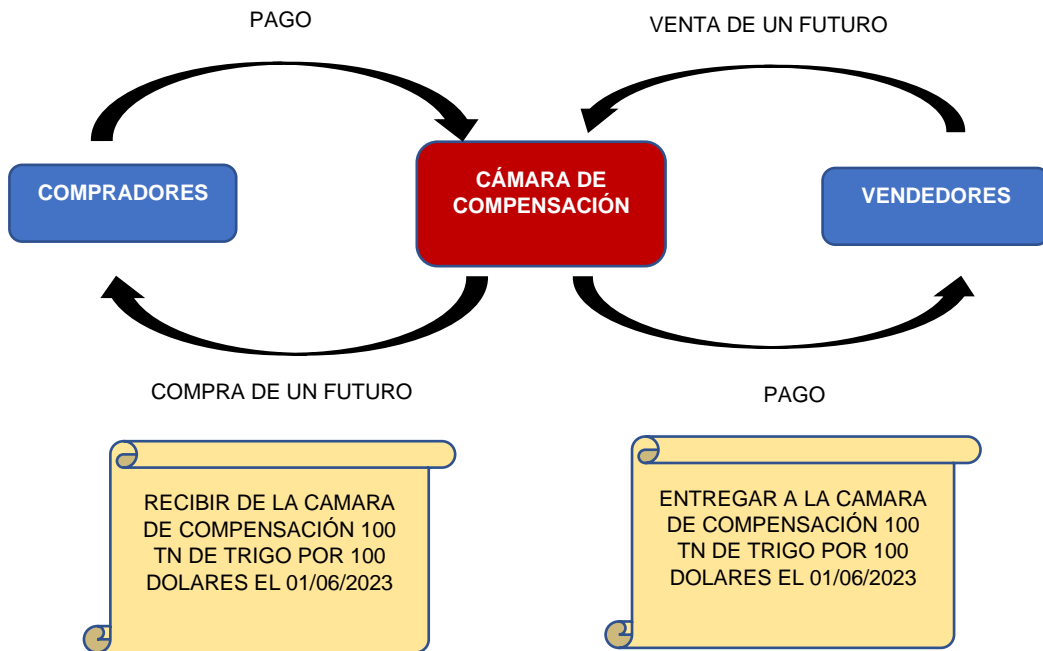 PAGO
VENTA DE UN FUTURO
COMPRADORES
CÁMARA DE
COMPENSACIÓN
VENDEDORES
COMPRA DE UN FUTURO
PAGO
RECIBIR DE LA CAMARA
DE COMPENSACIÓN 100
TN DE TRIGO POR 100
DOLARES EL 01/06/2023
ENTREGAR A LA CAMARA
DE COMPENSACIÓN 100
TN DE TRIGO POR 100
DOLARES EL 01/06/2023